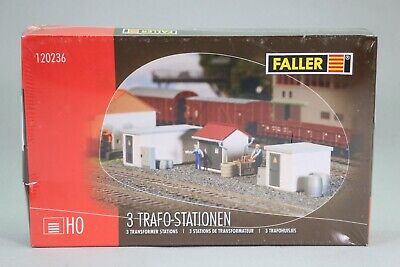 120236
FALLER
H0
3 TRAFO-STATIONEN
3 TRANSFORMER STATIONS | 3 STATIONS DE TRANSFORMATEUR | 3 TRAFOHUISJES